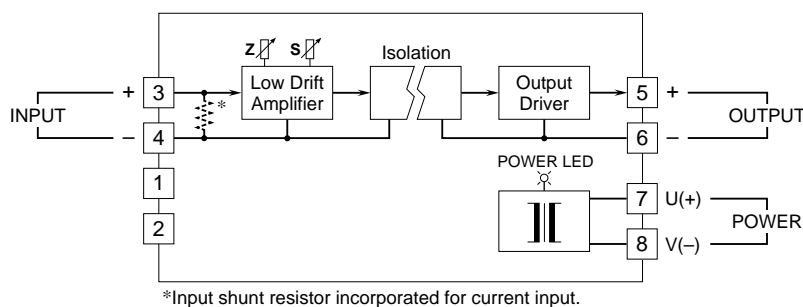 Z S Isolation
+ 3 * Low Drift Output 5 +
Amplifier Driver
INPUT OUTPUT
– 4 6 –
POWER LED
1 7 U(+)
POWER
2 8 V(–)
*Input shunt resistor incorporated for current input.